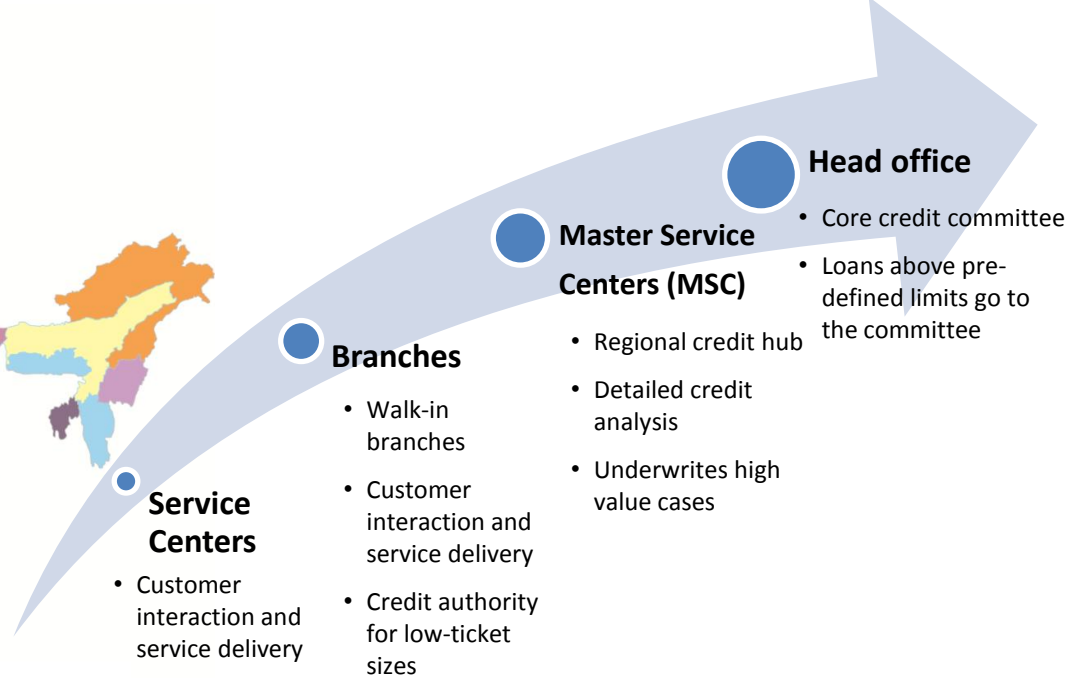 Service
Centers
• Customer
interaction and
service delivery
Branches
• Walk-in
branches
• Customer
interaction and
service delivery
• Credit authority
for low-ticket
sizes
Master Service
Centers (MSC)
• Regional credit hub
• Detailed credit
analysis
• Underwrites high
value cases
Head office
• Core credit committee
• Loans above pre-
defined limits go to
the committee